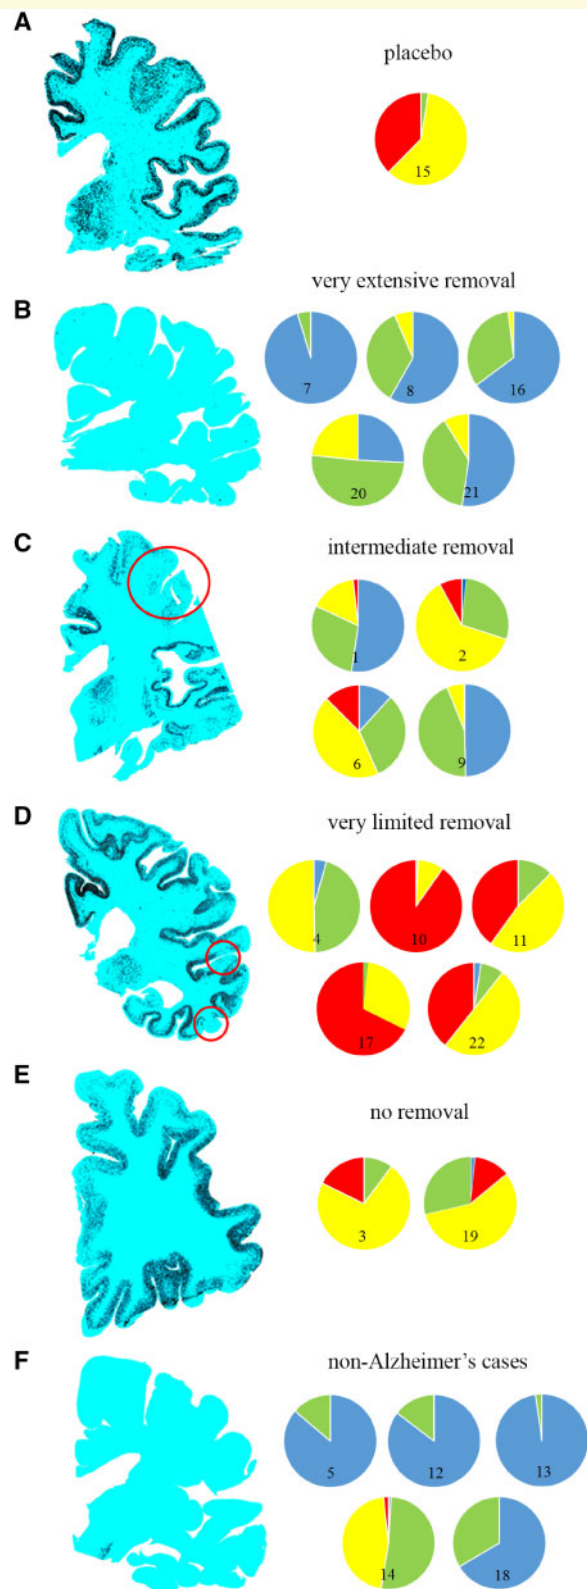 A
placebo
15
very extensive removal
B
7
8
16
20
21
C
intermediate removal
1
2
6
9
D
very limited removal
4
10
11
17
22
E
no removal
3
19
F
non-Alzheimer's cases
5
12
13
14
18